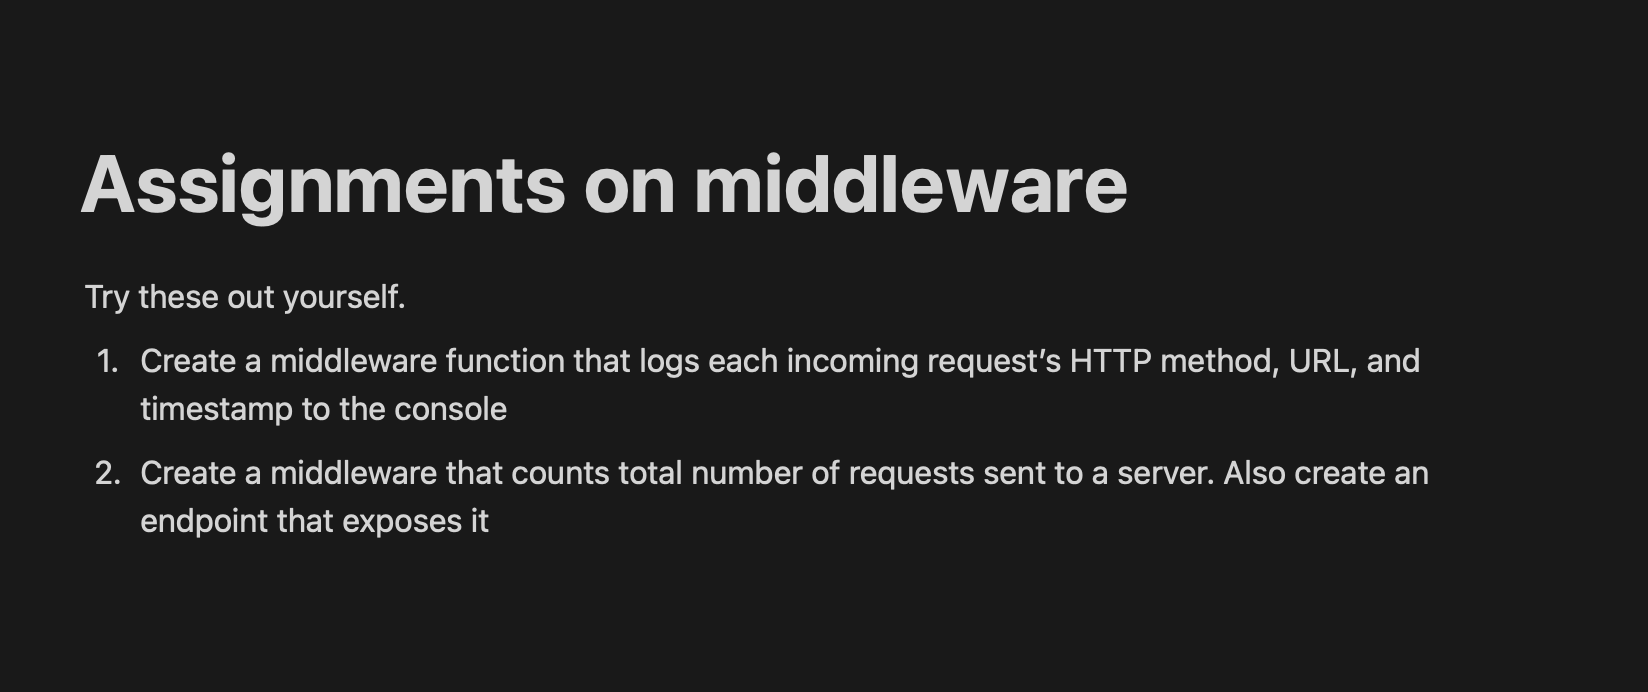 Assignments on middleware
Try these out yourself.
1. Create a middleware function that logs each incoming request’s HTTP method, URL, and
timestamp to the console
2. Create a middleware that counts total number of requests sent to a server. Also create an
endpoint that exposes it